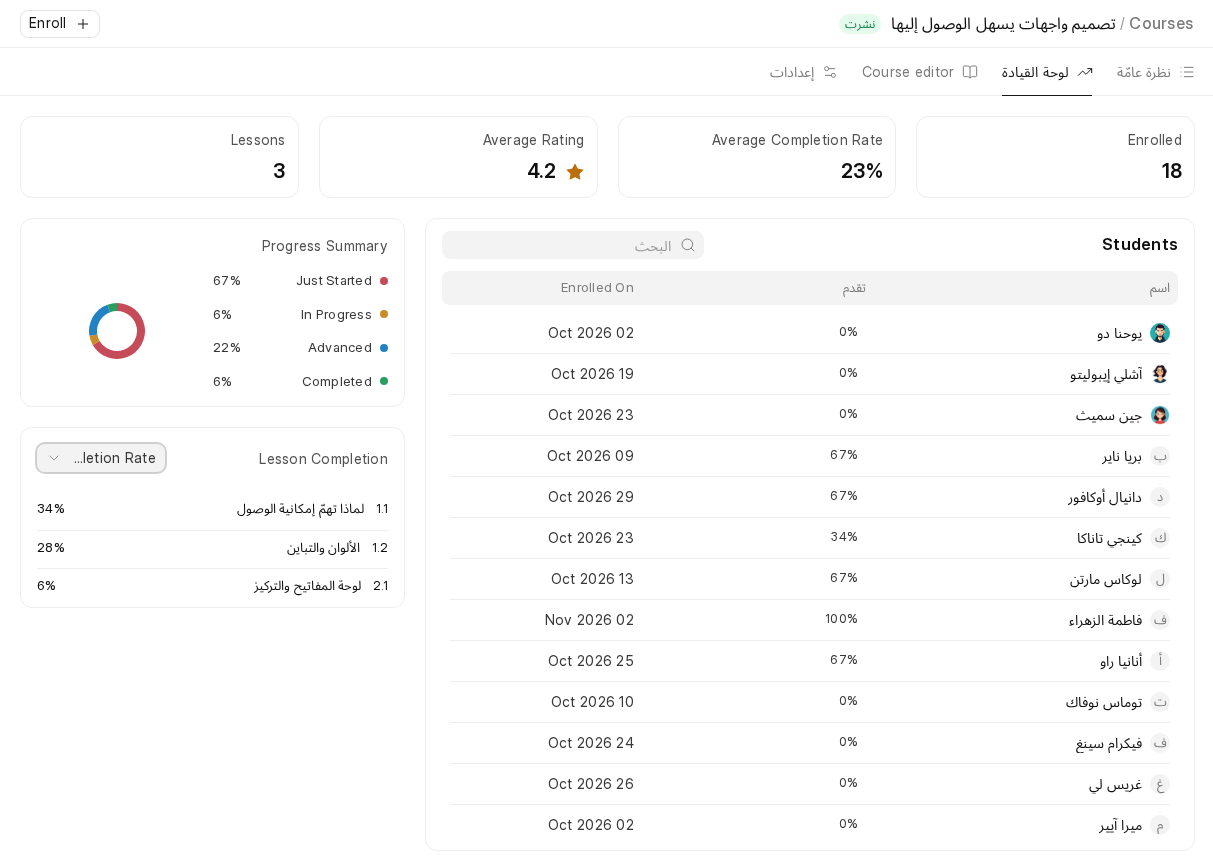 Courses / تصميم واجهات يسهل الوصول إليها نشرت
Enroll
نظرة عامّة
لوحة القيادة
Course editor
إعدادات
Enrolled
18
Average Completion Rate
23%
Average Rating
4.2
Lessons
3
Students
البحث
اسم تقدم Enrolled On
يوحنا دو 0% Oct 2026 02
آشلي إيبوليتو 0% Oct 2026 19
جين سميث 0% Oct 2026 23
ب بريا ناير 67% Oct 2026 09
د دانيال أوكافور 67% Oct 2026 29
ك كينجي تاناكا 34% Oct 2026 23
ل لوكاس مارتن 67% Oct 2026 13
ف فاطمة الزهراء 100% Nov 2026 02
أ أنانيا راو 67% Oct 2026 25
ت توماس نوفاك 0% Oct 2026 10
ف فيكرام سينغ 0% Oct 2026 24
غ غريس لي 0% Oct 2026 26
م ميرا آيير 0% Oct 2026 02
Progress Summary
Just Started 67%
In Progress 6%
Advanced 22%
Completed 6%
Lesson Completion
...letion Rate
1.1 لماذا تهمّ إمكانية الوصول 34%
1.2 الألوان والتباين 28%
2.1 لوحة المفاتيح والتركيز 6%